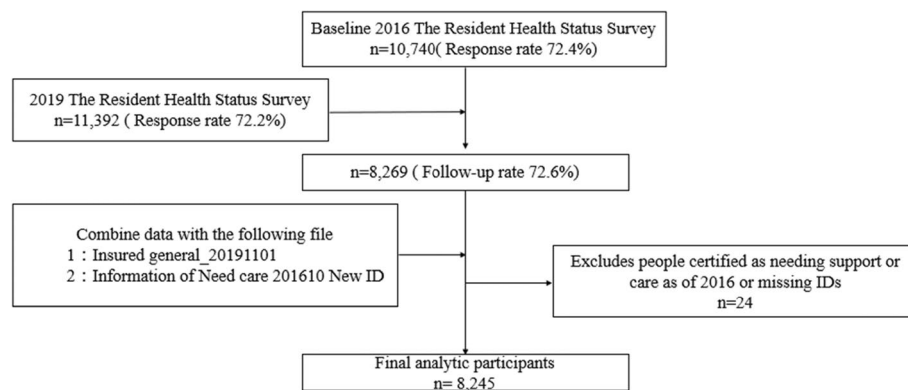 Baseline 2016 The Resident Health Status Survey
n=10,740( Response rate 72.4%)
2019 The Resident Health Status Survey
n=11,392 ( Response rate 72.2%)
n=8,269 ( Follow-up rate 72.6%)
Combine data with the following file
1：Insured general_20191101
2：Information of Need care 201610 New ID
Excludes people certified as needing support or
care as of 2016 or missing IDs
n=24
Final analytic participants
n= 8,245